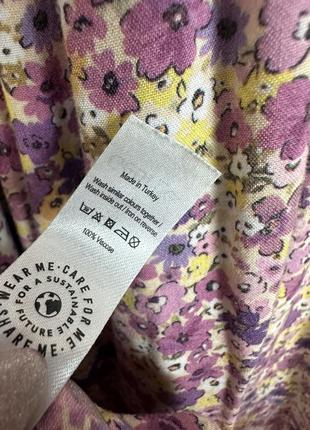 Made in Turkey
Wash similar colours together /
Wash inside out / Iron on reverse
100% Viscose
WEAR ME • CARE FOR ME • SHARE ME •
FOR A SUSTAINABLE FUTURE